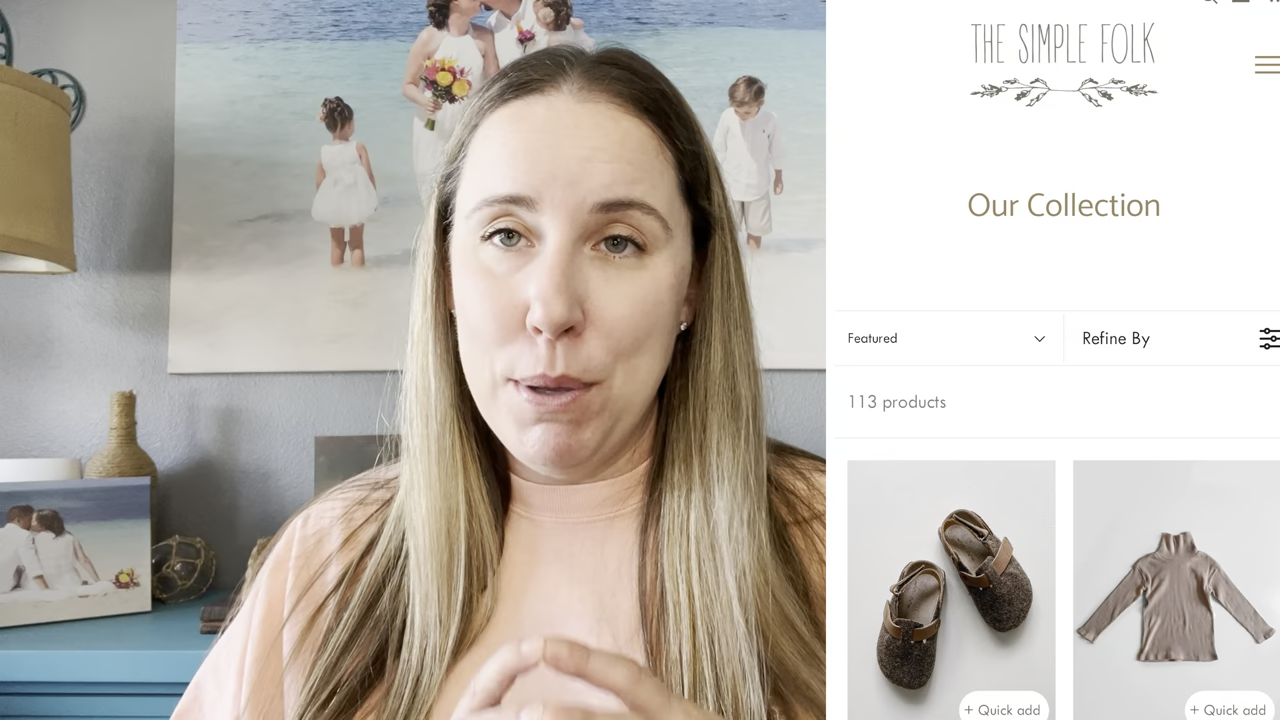 THE SIMPLE FOLK
Our Collection
Featured
Refine By
113 products
+ Quick add
+ Quick add